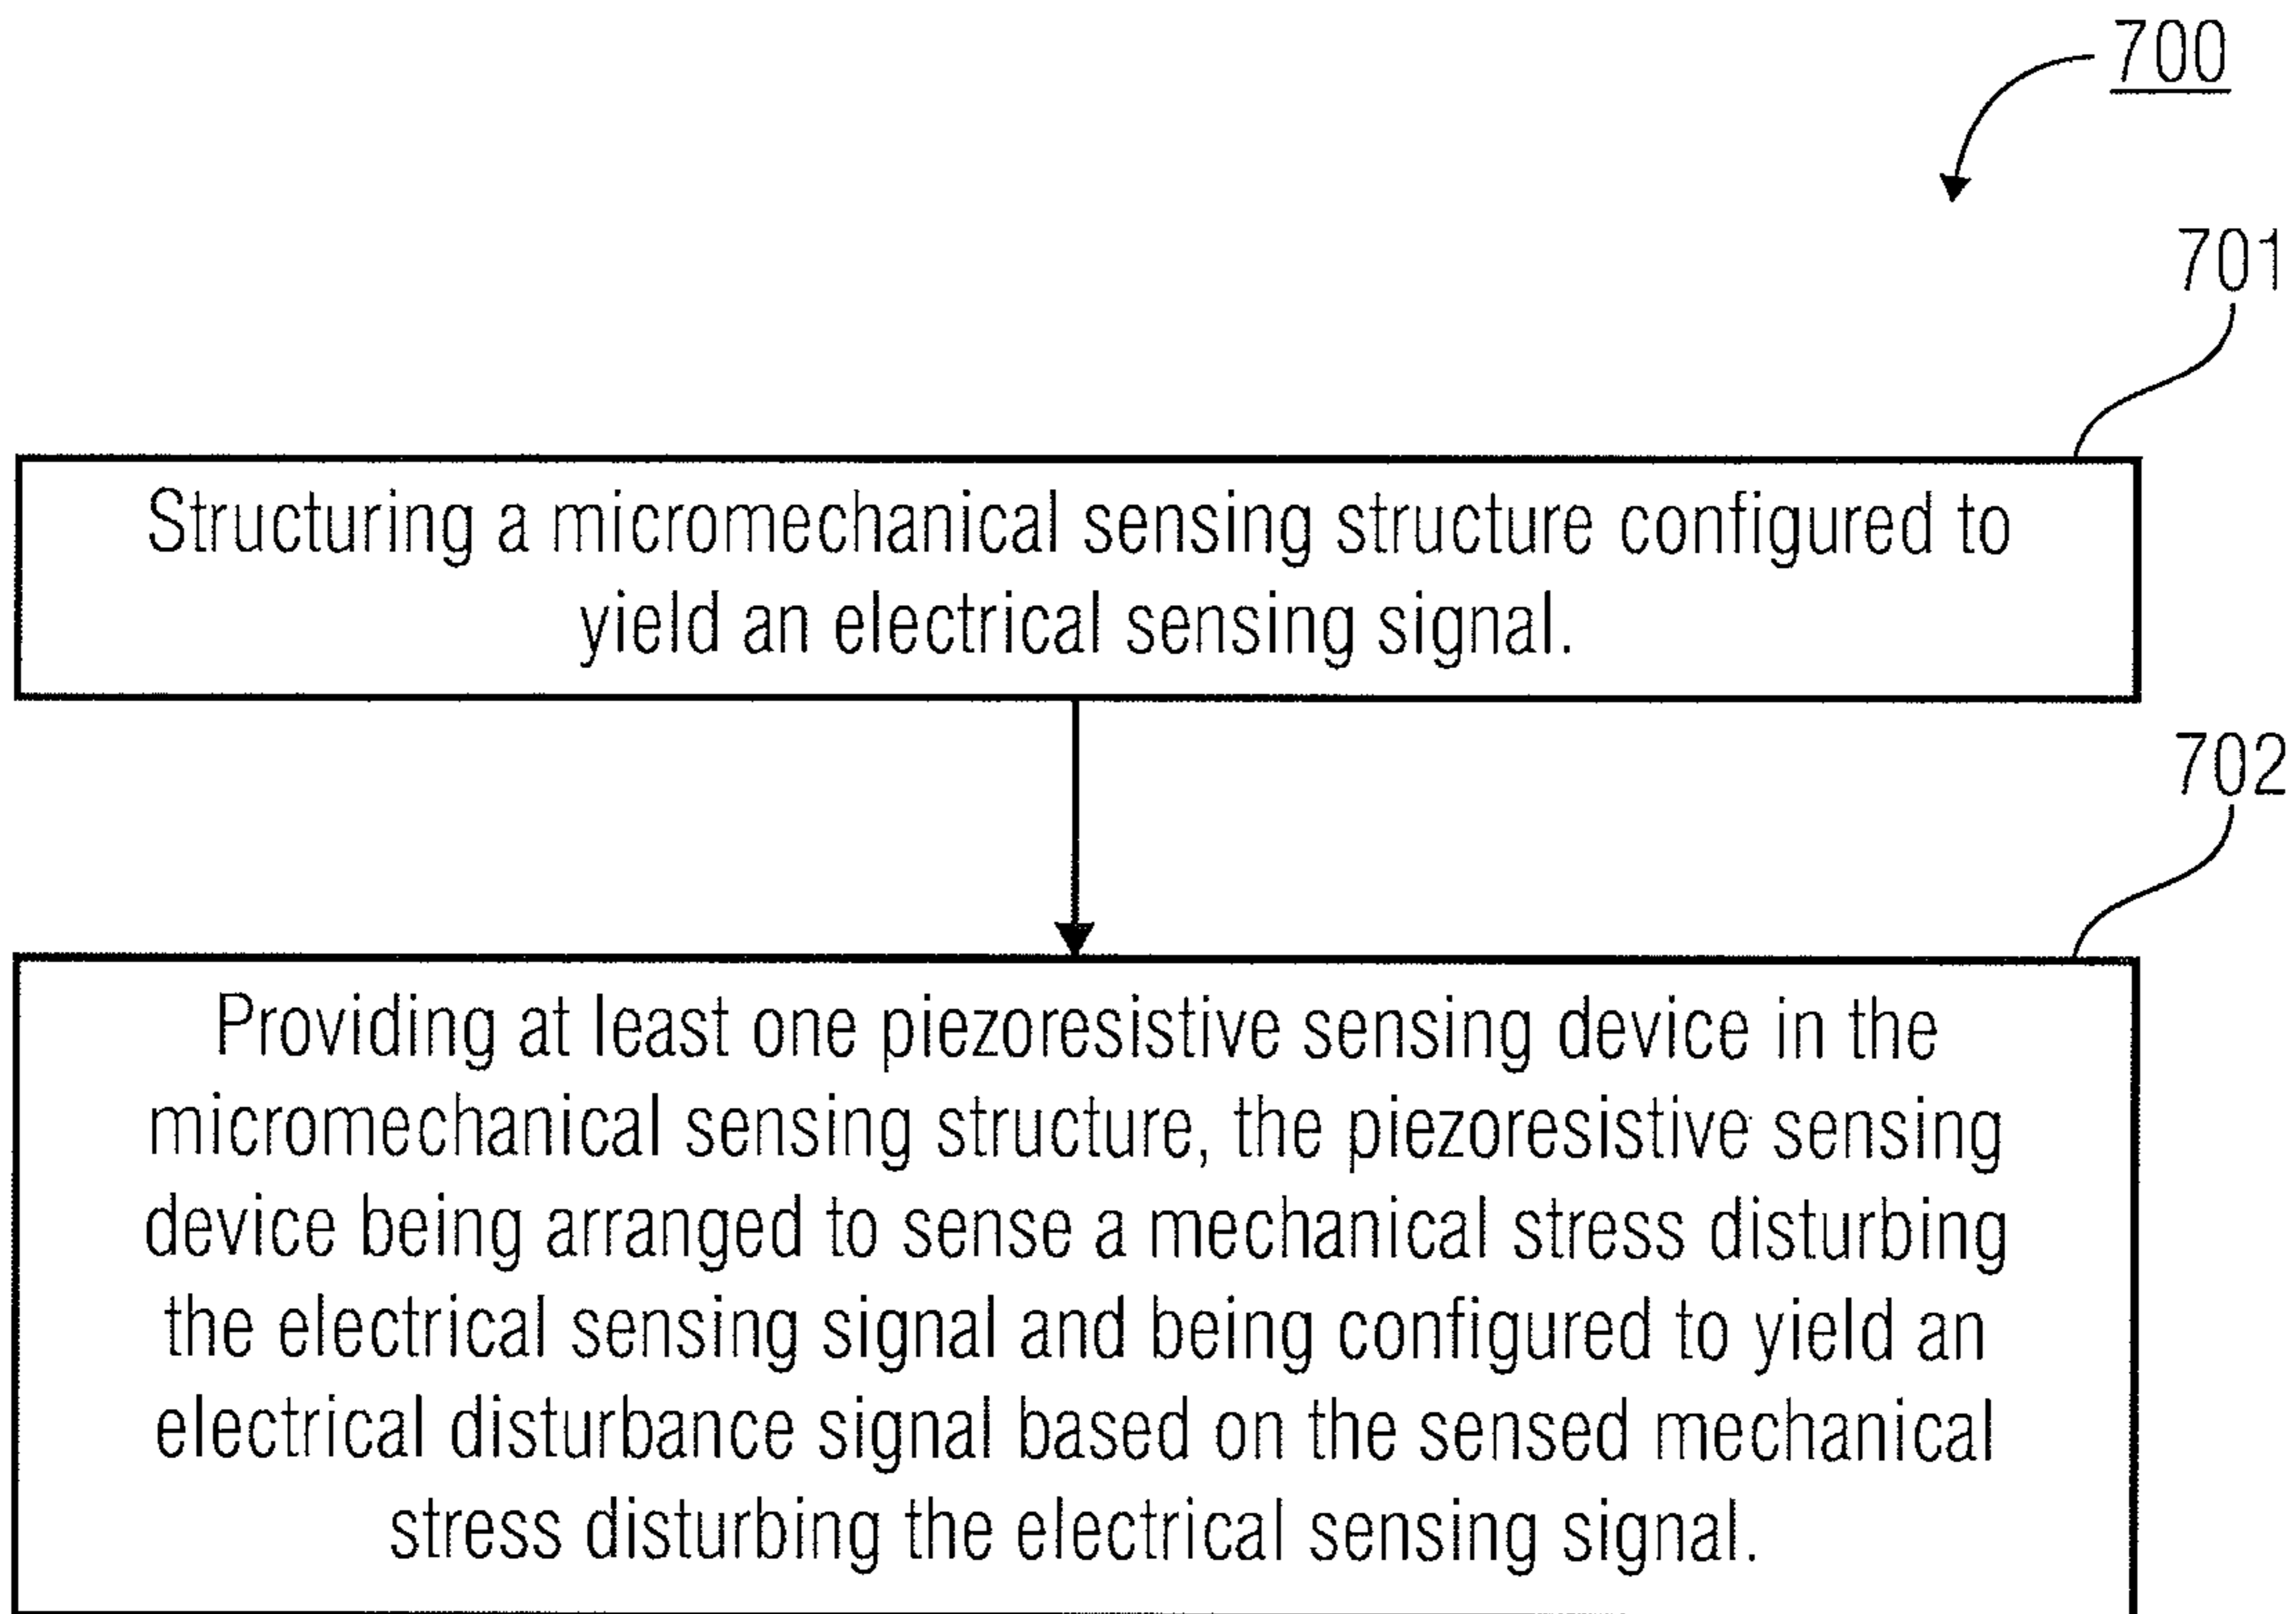 700
701
Structuring a micromechanical sensing structure configured to
yield an electrical sensing signal.
702
Providing at least one piezoresistive sensing device in the
micromechanical sensing structure, the piezoresistive sensing
device being arranged to sense a mechanical stress disturbing
the electrical sensing signal and being configured to yield an
electrical disturbance signal based on the sensed mechanical
stress disturbing the electrical sensing signal.